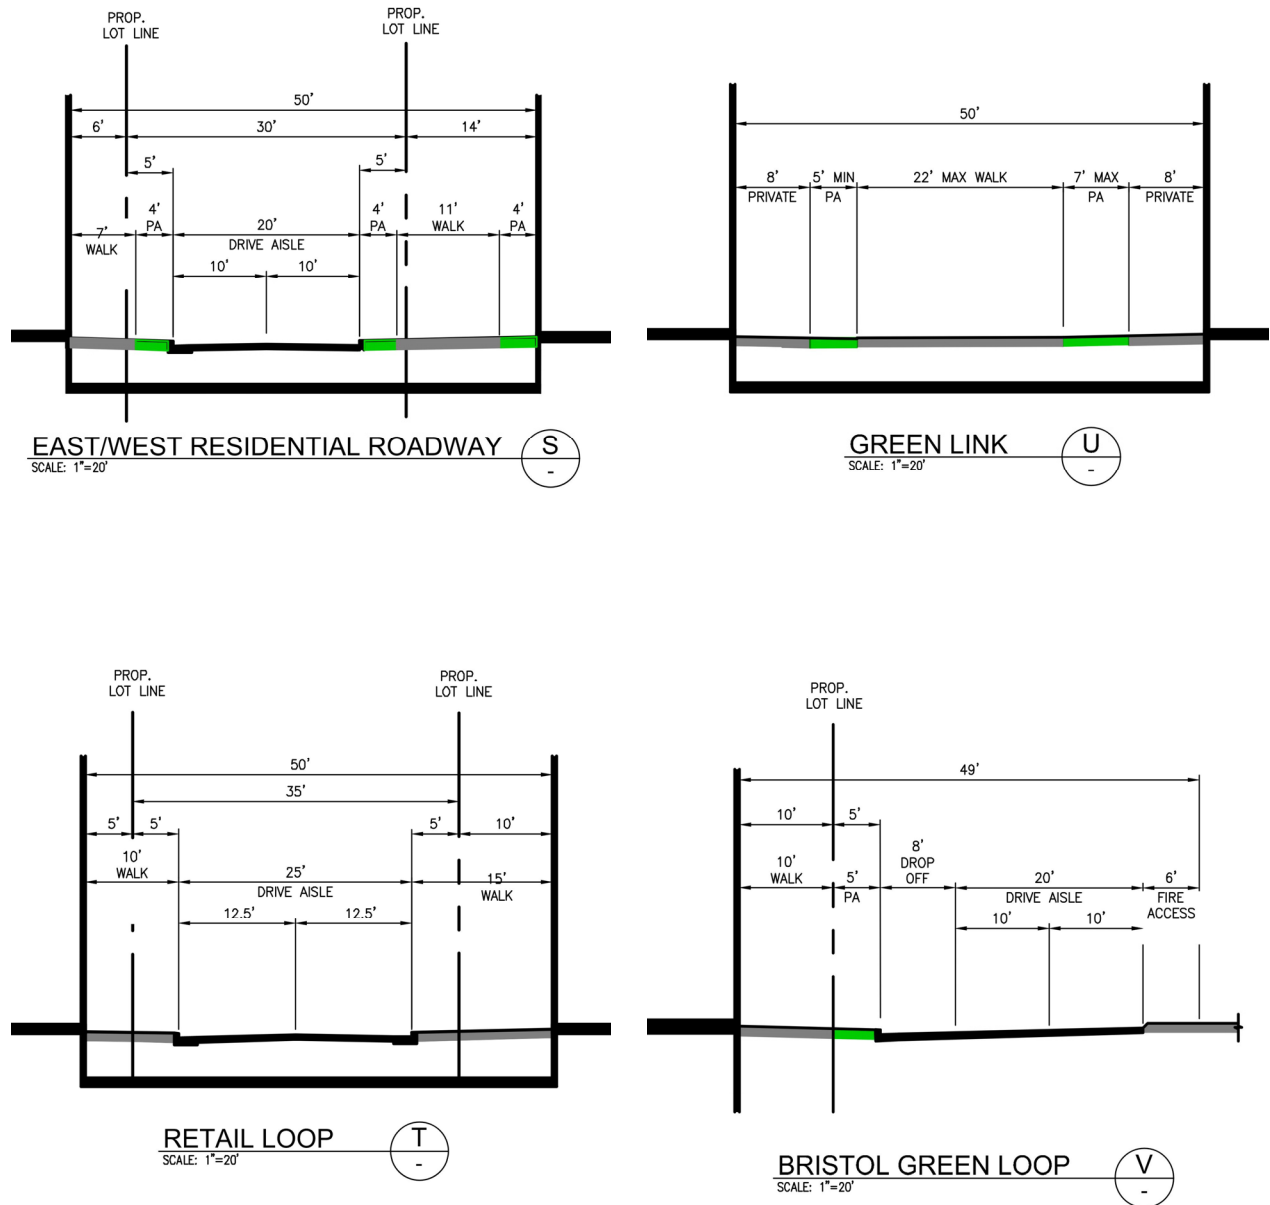 PROP.
LOT LINE
PROP.
LOT LINE
50'
6'
30'
14'
5'
5'
4'
PA
4'
PA
11'
WALK
4'
PA
7'
WALK
20'
DRIVE AISLE
10'
10'
EAST/WEST RESIDENTIAL ROADWAY
SCALE: 1"=20'
S
-
50'
8'
PRIVATE
5' MIN
PA
22' MAX WALK
7' MAX
PA
8'
PRIVATE
GREEN LINK
SCALE: 1"=20'
U
-
PROP.
LOT LINE
PROP.
LOT LINE
50'
35'
5'
5'
5'
10'
10'
WALK
25'
DRIVE AISLE
15'
WALK
12.5'
12.5'
RETAIL LOOP
SCALE: 1"=20'
T
-
PROP.
LOT LINE
49'
10'
5'
10'
WALK
5'
PA
8'
DROP
OFF
20'
DRIVE AISLE
6'
FIRE
ACCESS
10'
10'
BRISTOL GREEN LOOP
SCALE: 1"=20'
V
-